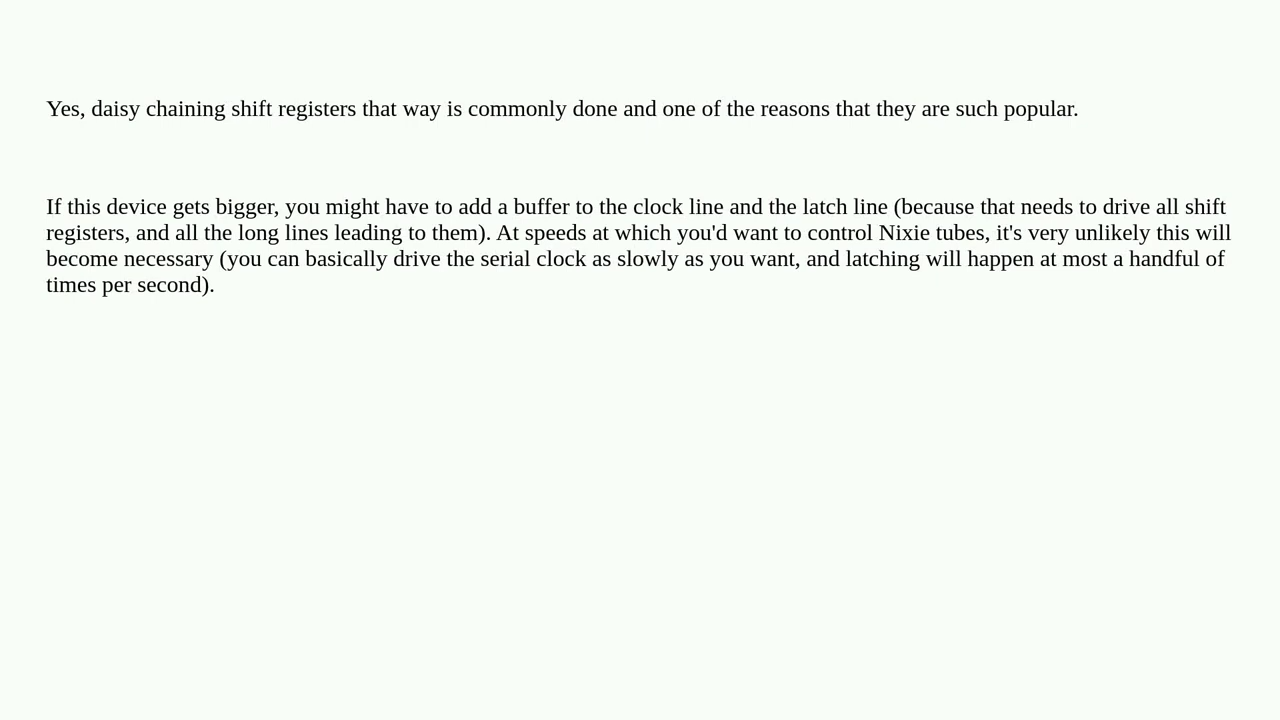 Yes, daisy chaining shift registers that way is commonly done and one of the reasons that they are such popular.
If this device gets bigger, you might have to add a buffer to the clock line and the latch line (because that needs to drive all shift
registers, and all the long lines leading to them). At speeds at which you'd want to control Nixie tubes, it's very unlikely this will
become necessary (you can basically drive the serial clock as slowly as you want, and latching will happen at most a handful of
times per second).